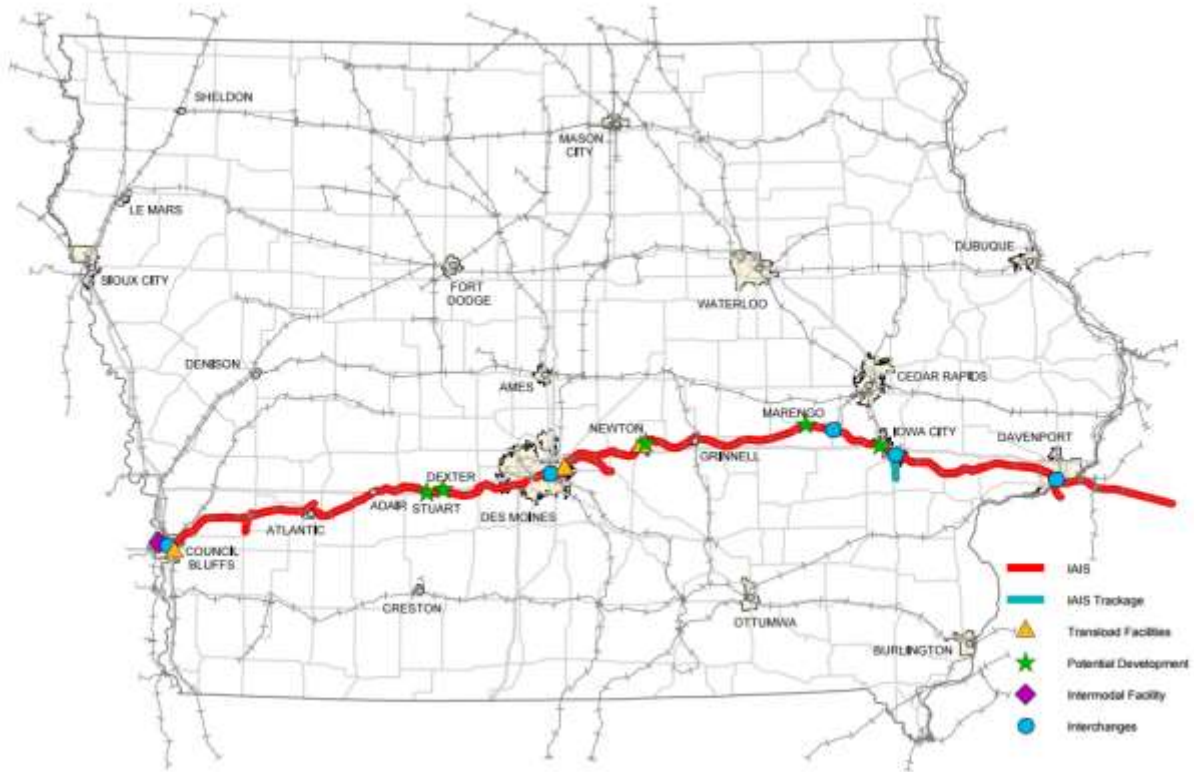 SHELDON
MASON
CITY
LE MARS
DUBUQUE
SIOUX CITY
FORT
DODGE
WATERLOO
DENISON
AMES
CEDAR RAPIDS
MARENGO
NEWTON
IOWA CITY
DAVENPORT
GRINNELL
DEXTER
ADAIR
STUART
DES MOINES
ATLANTIC
COUNCIL
BLUFFS
CRESTON
OTTUMWA
BURLINGTON
IAIS
IAIS Trackage
Transload Facilities
Potential Development
Intermodal Facility
Interchanges